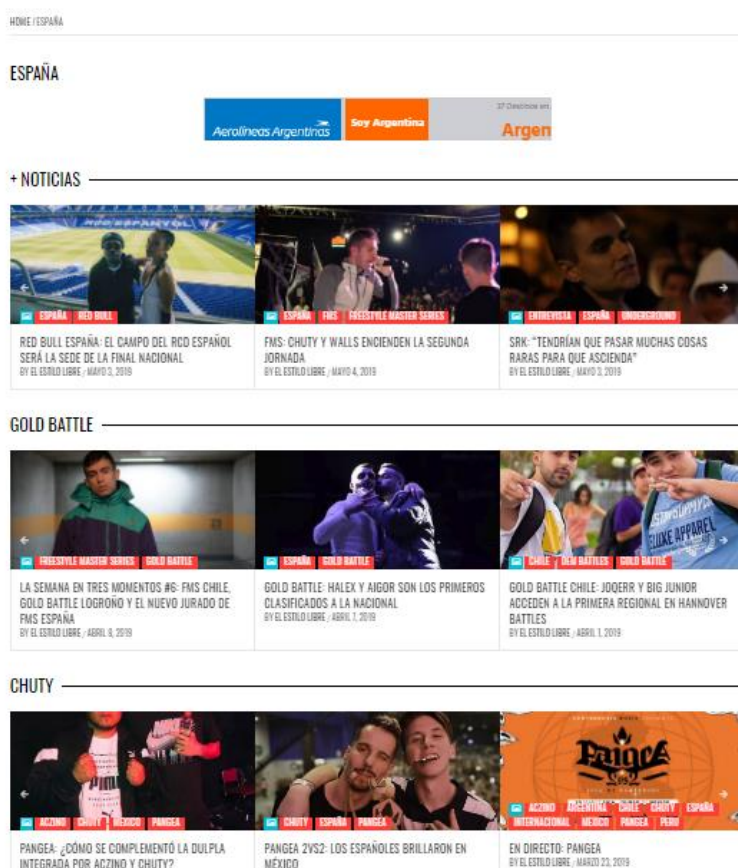 HOME / ESPAÑA
ESPAÑA
Aerolíneas Argentinas
Soy Argentina
37 Destinos en
Argen
+ NOTICIAS
RCD ESPANYOL
ESPAÑA RED BULL
RED BULL ESPAÑA: EL CAMPO DEL RCD ESPAÑOL
SERÁ LA SEDE DE LA FINAL NACIONAL
BY EL ESTILO LIBRE / MAYO 3, 2019
ESPAÑA FMS FREESTYLE MASTER SERIES
FMS: CHUTY Y WALLS ENCIENDEN LA SEGUNDA
JORNADA
BY EL ESTILO LIBRE / MAYO 4, 2019
ENTREVISTA ESPAÑA UNDERGROUND
SRK: “TENDRÍAN QUE PASAR MUCHAS COSAS
RARAS PARA QUE ASCIENDA”
BY EL ESTILO LIBRE / MAYO 3, 2019
GOLD BATTLE
FREESTYLE MASTER SERIES GOLD BATTLE
LA SEMANA EN TRES MOMENTOS #6: FMS CHILE,
GOLD BATTLE LOGROÑO Y EL NUEVO JURADO DE
FMS ESPAÑA
BY EL ESTILO LIBRE / ABRIL 8, 2019
ESPAÑA GOLD BATTLE
GOLD BATTLE: HALEX Y AIGOR SON LOS PRIMEROS
CLASIFICADOS A LA NACIONAL
BY EL ESTILO LIBRE / ABRIL 7, 2019
APPAREL
CHILE DEM BATTLES GOLD BATTLE
GOLD BATTLE CHILE: JOQERR Y BIG JUNIOR
ACCEDEN A LA PRIMERA REGIONAL EN HANNOVER
BATTLES
BY EL ESTILO LIBRE / ABRIL 1, 2019
CHUTY
ACZINO CHUTY MEXICO PANGEA
PANGEA: ¿CÓMO SE COMPLEMENTÓ LA DULPLA
INTEGRADA POR ACZINO Y CHUTY?
CHUTY ESPAÑA PANGEA
PANGEA 2VS2: LOS ESPAÑOLES BRILLARON EN
MÉXICO
PANGEA
ACZINO ARGENTINA CHILE CHUTY ESPAÑA
INTERNACIONAL MEXICO PANGEA PERU
EN DIRECTO: PANGEA
BY EL ESTILO LIBRE / MARZO 23, 2019